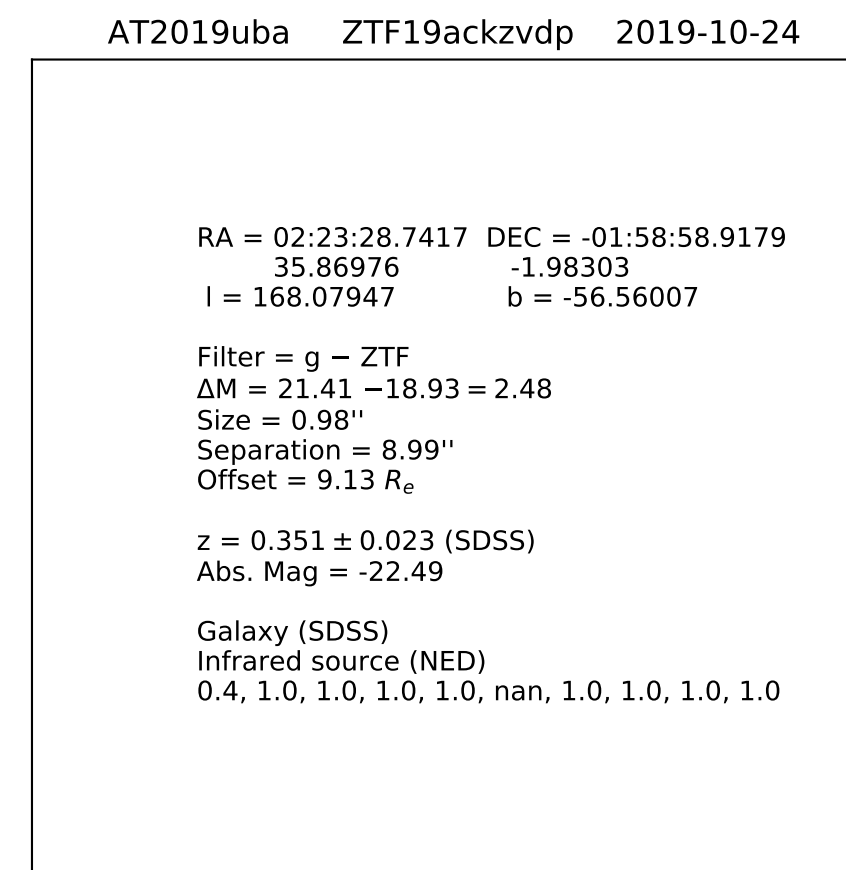 AT2019uba ZTF19ackzvdp 2019-10-24
RA = 02:23:28.7417 DEC = -01:58:58.9179
35.86976 -1.98303
l = 168.07947 b = -56.56007
Filter = g − ZTF
ΔM = 21.41 −18.93 = 2.48
Size = 0.98''
Separation = 8.99''
Offset = 9.13 Re
z = 0.351 ± 0.023 (SDSS)
Abs. Mag = -22.49
Galaxy (SDSS)
Infrared source (NED)
0.4, 1.0, 1.0, 1.0, 1.0, nan, 1.0, 1.0, 1.0, 1.0